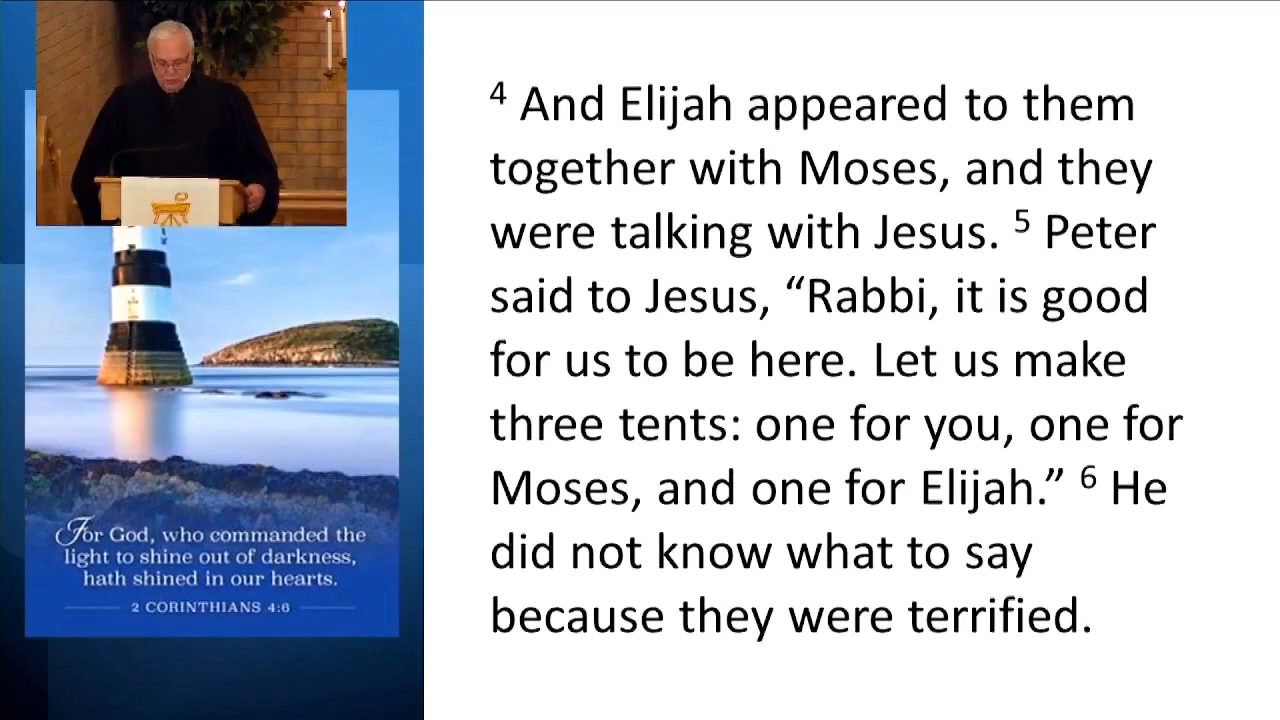 4 And Elijah appeared to them
together with Moses, and they
were talking with Jesus. 5 Peter
said to Jesus, “Rabbi, it is good
for us to be here. Let us make
three tents: one for you, one for
Moses, and one for Elijah.” 6 He
did not know what to say
because they were terrified.
For God, who commanded the
light to shine out of darkness,
hath shined in our hearts.
2 CORINTHIANS 4:6